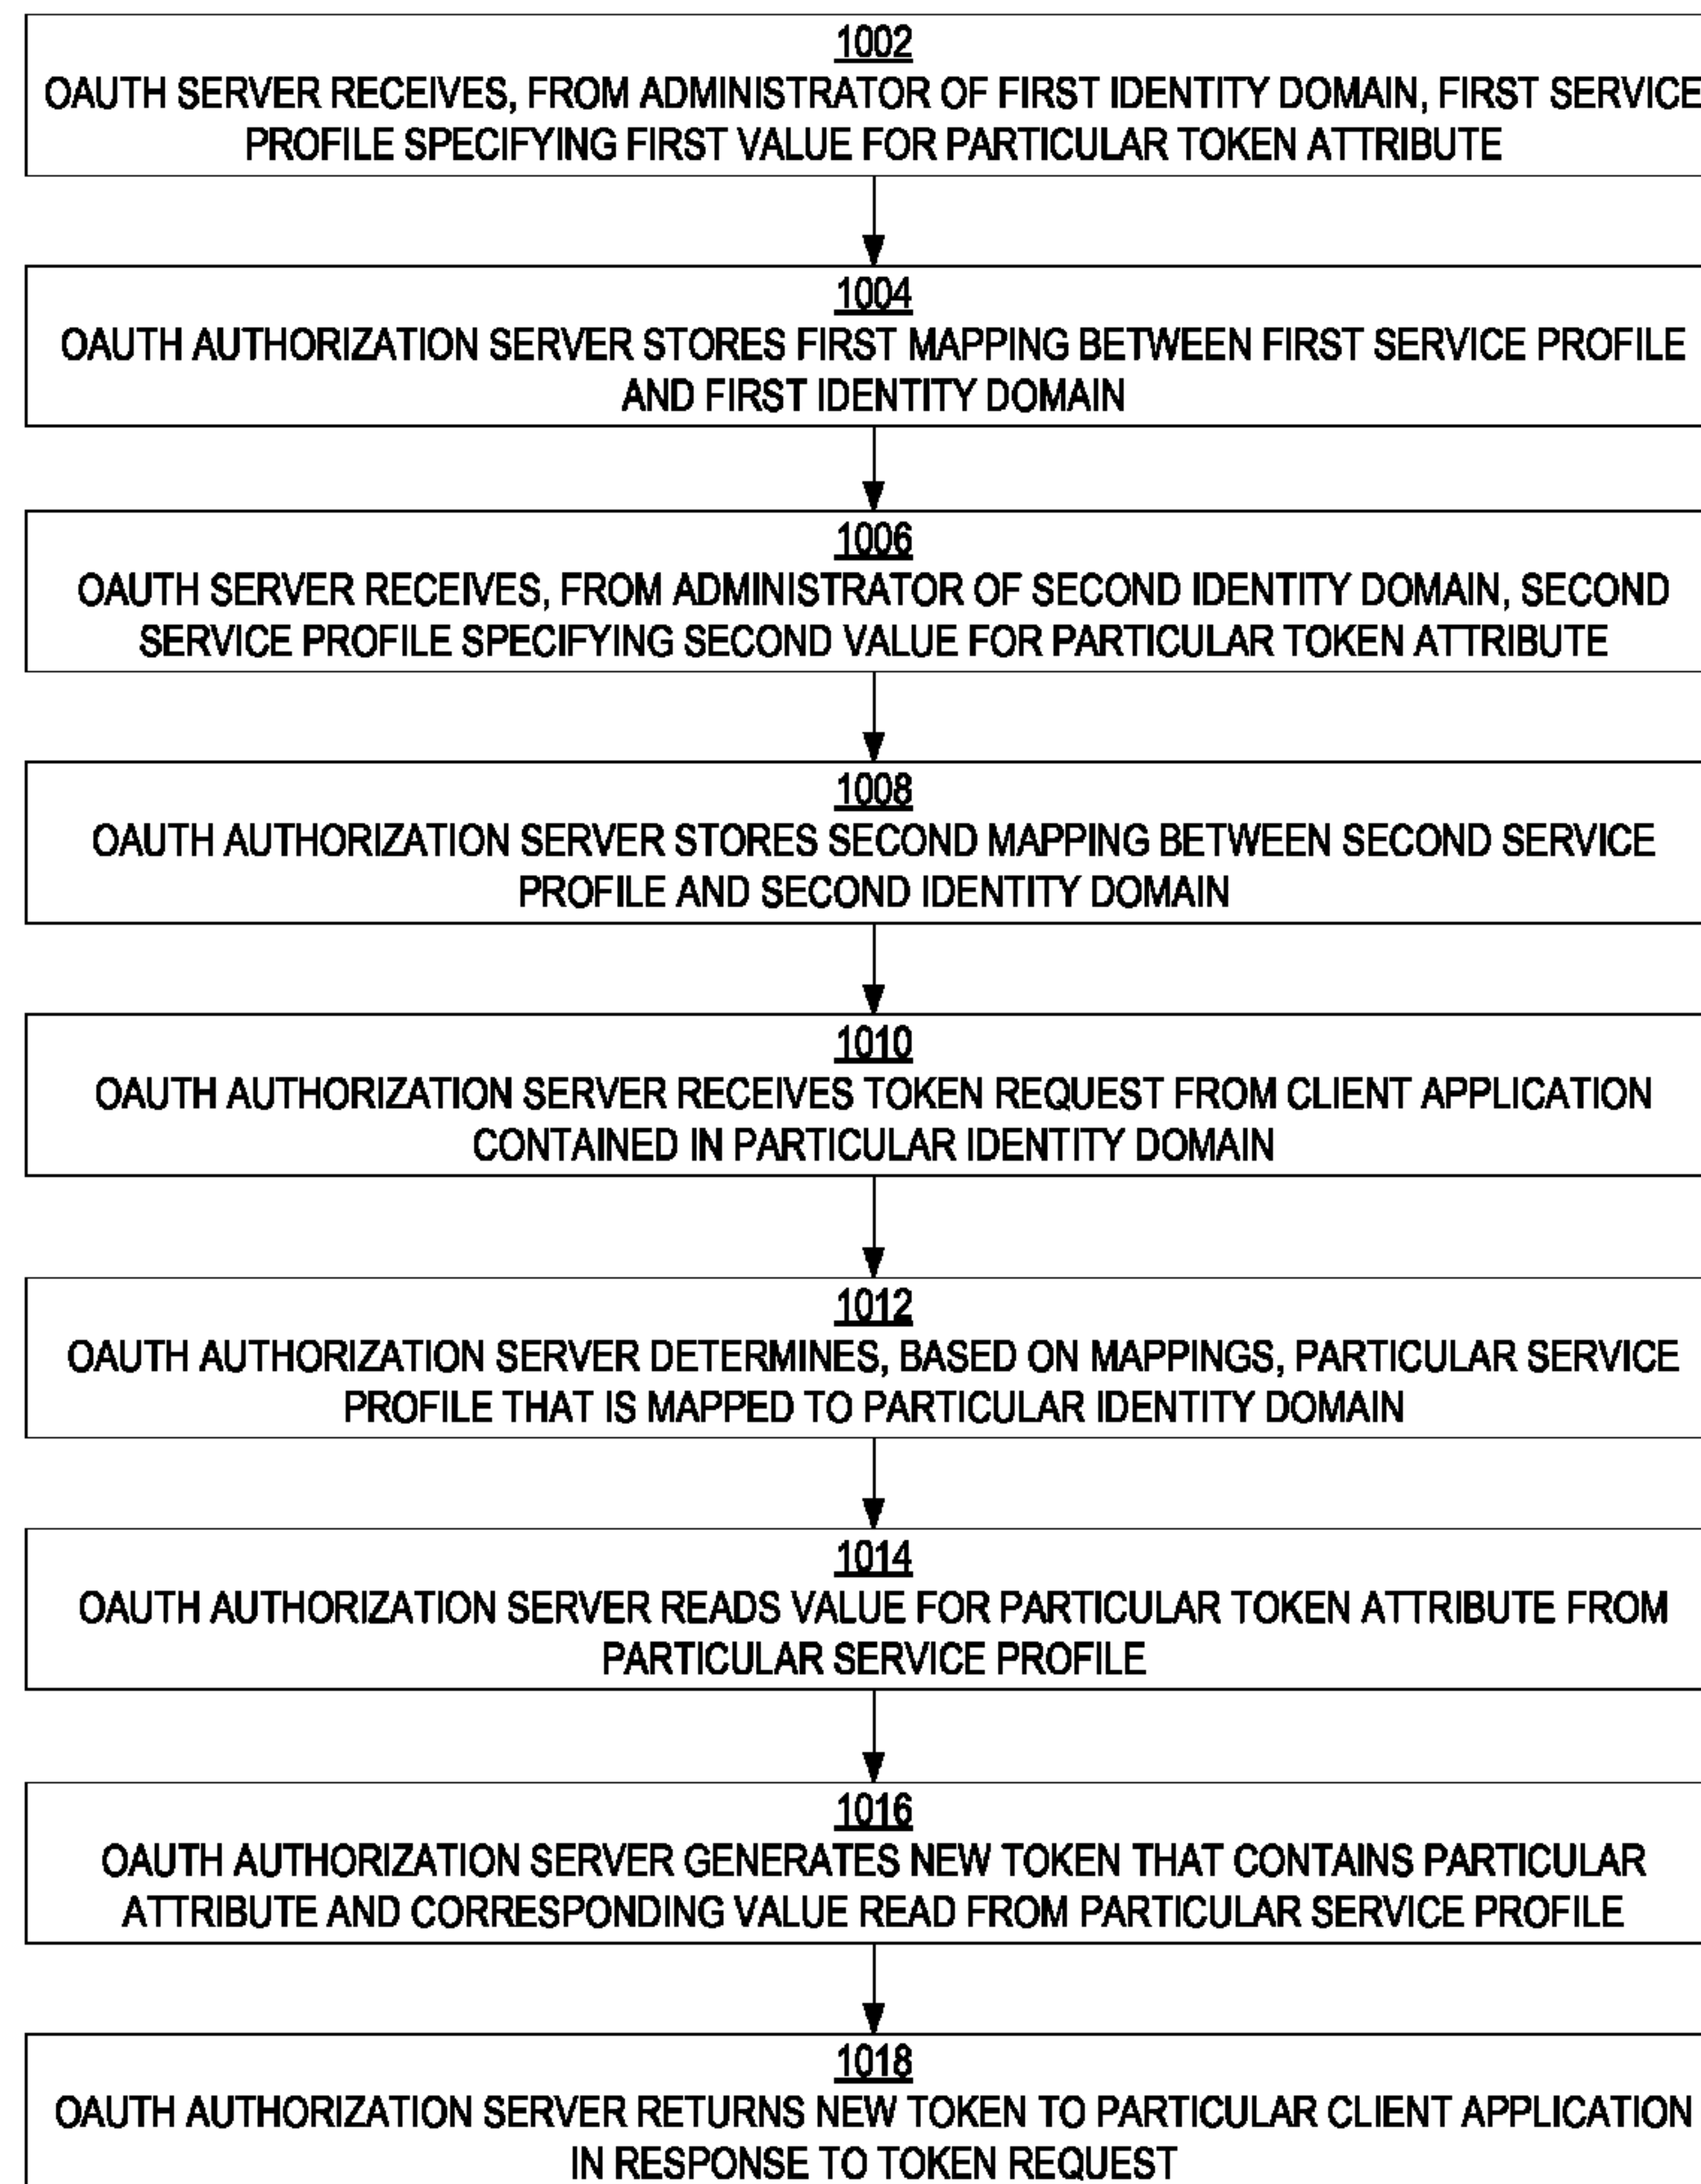 1002
OAUTH SERVER RECEIVES, FROM ADMINISTRATOR OF FIRST IDENTITY DOMAIN, FIRST SERVICE
PROFILE SPECIFYING FIRST VALUE FOR PARTICULAR TOKEN ATTRIBUTE
1004
OAUTH AUTHORIZATION SERVER STORES FIRST MAPPING BETWEEN FIRST SERVICE PROFILE
AND FIRST IDENTITY DOMAIN
1006
OAUTH SERVER RECEIVES, FROM ADMINISTRATOR OF SECOND IDENTITY DOMAIN, SECOND
SERVICE PROFILE SPECIFYING SECOND VALUE FOR PARTICULAR TOKEN ATTRIBUTE
1008
OAUTH AUTHORIZATION SERVER STORES SECOND MAPPING BETWEEN SECOND SERVICE
PROFILE AND SECOND IDENTITY DOMAIN
1010
OAUTH AUTHORIZATION SERVER RECEIVES TOKEN REQUEST FROM CLIENT APPLICATION
CONTAINED IN PARTICULAR IDENTITY DOMAIN
1012
OAUTH AUTHORIZATION SERVER DETERMINES, BASED ON MAPPINGS, PARTICULAR SERVICE
PROFILE THAT IS MAPPED TO PARTICULAR IDENTITY DOMAIN
1014
OAUTH AUTHORIZATION SERVER READS VALUE FOR PARTICULAR TOKEN ATTRIBUTE FROM
PARTICULAR SERVICE PROFILE
1016
OAUTH AUTHORIZATION SERVER GENERATES NEW TOKEN THAT CONTAINS PARTICULAR
ATTRIBUTE AND CORRESPONDING VALUE READ FROM PARTICULAR SERVICE PROFILE
1018
OAUTH AUTHORIZATION SERVER RETURNS NEW TOKEN TO PARTICULAR CLIENT APPLICATION
IN RESPONSE TO TOKEN REQUEST